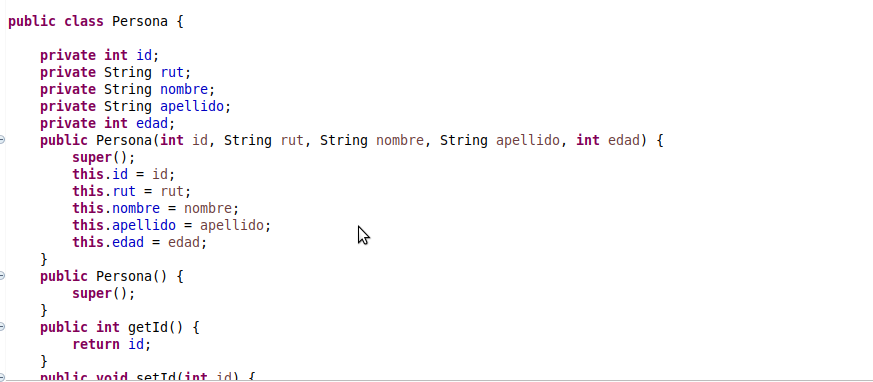 public class Persona {
private int id;
private String rut;
private String nombre;
private String apellido;
private int edad;
public Persona(int id, String rut, String nombre, String apellido, int edad) {
super();
this.id = id;
this.rut = rut;
this.nombre = nombre;
this.apellido = apellido;
this.edad = edad;
}
public Persona() {
super();
}
public int getId() {
return id;
}
public void setId(int id) {